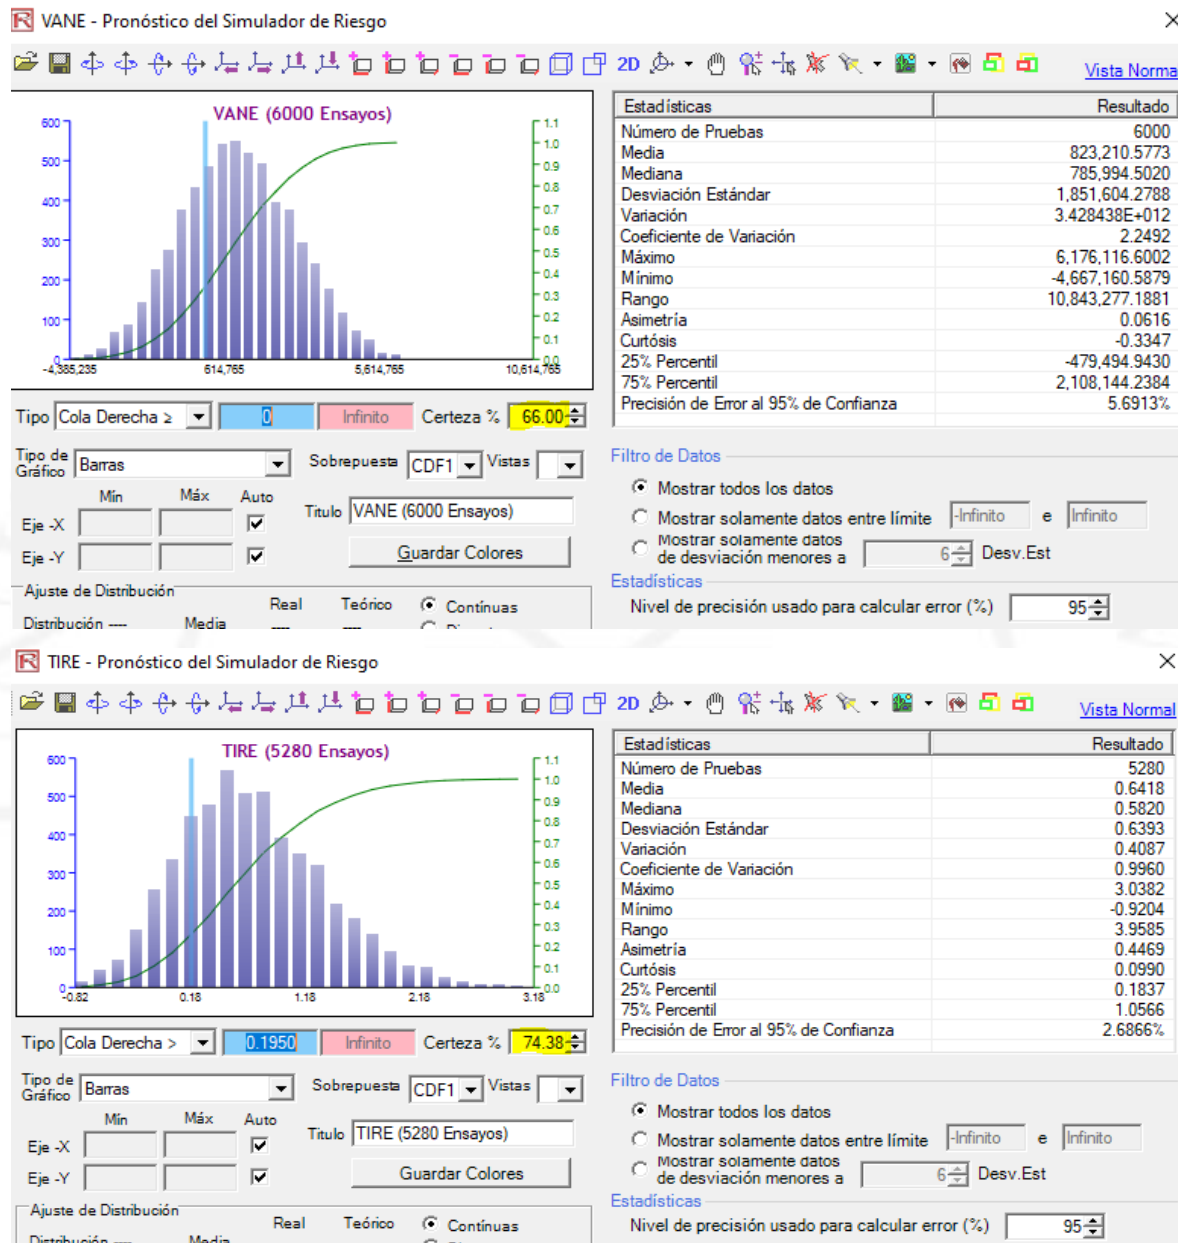 VANE - Pronóstico del Simulador de Riesgo
2D
Vista Norma
VANE (6000 Ensayos)
600
500
400
300
200
100
0
1.1
1.0
0.9
0.8
0.7
0.6
0.5
0.4
0.3
0.2
0.1
0.0
-4,385,235 614,765 5,614,765 10,614,765
Estadísticas Resultado
Número de Pruebas 6000
Media 823,210.5773
Mediana 785,994.5020
Desviación Estándar 1,851,604.2788
Variación 3.428438E+012
Coeficiente de Variación 2.2492
Máximo 6,176,116.6002
Mínimo -4,667,160.5879
Rango 10,843,277.1881
Asimetría 0.0616
Curtósis -0.3347
25% Percentil -479,494.9430
75% Percentil 2,108,144.2384
Precisión de Error al 95% de Confianza 5.6913%
Tipo Cola Derecha ≥ 0 Infinito Certeza % 66.00
Tipo de Gráfico Barras Sobrepuesta CDF1 Vistas
Mín Máx Auto
Eje -X
Eje -Y
Titulo VANE (6000 Ensayos)
Guardar Colores
Filtro de Datos
Mostrar todos los datos
Mostrar solamente datos entre límite -Infinito e Infinito
Mostrar solamente datos
de desviación menores a 6 Desv.Est
Estadísticas
Nivel de precisión usado para calcular error (%) 95
Ajuste de Distribución
Real Teórico Contínuas
Distribución ---- Media ---- ----
TIRE - Pronóstico del Simulador de Riesgo
2D
Vista Normal
TIRE (5280 Ensayos)
600
500
400
300
200
100
0
1.1
1.0
0.9
0.8
0.7
0.6
0.5
0.4
0.3
0.2
0.1
0.0
-0.82 0.18 1.18 2.18 3.18
Estadísticas Resultado
Número de Pruebas 5280
Media 0.6418
Mediana 0.5820
Desviación Estándar 0.6393
Variación 0.4087
Coeficiente de Variación 0.9960
Máximo 3.0382
Mínimo -0.9204
Rango 3.9585
Asimetría 0.4469
Curtósis 0.0990
25% Percentil 0.1837
75% Percentil 1.0566
Precisión de Error al 95% de Confianza 2.6866%
Tipo Cola Derecha > 0.1950 Infinito Certeza % 74.38
Tipo de Gráfico Barras Sobrepuesta CDF1 Vistas
Mín Máx Auto
Eje -X
Eje -Y
Titulo TIRE (5280 Ensayos)
Guardar Colores
Filtro de Datos
Mostrar todos los datos
Mostrar solamente datos entre límite -Infinito e Infinito
Mostrar solamente datos
de desviación menores a 6 Desv.Est
Estadísticas
Nivel de precisión usado para calcular error (%) 95
Ajuste de Distribución
Real Teórico Contínuas
Distribución ---- Media